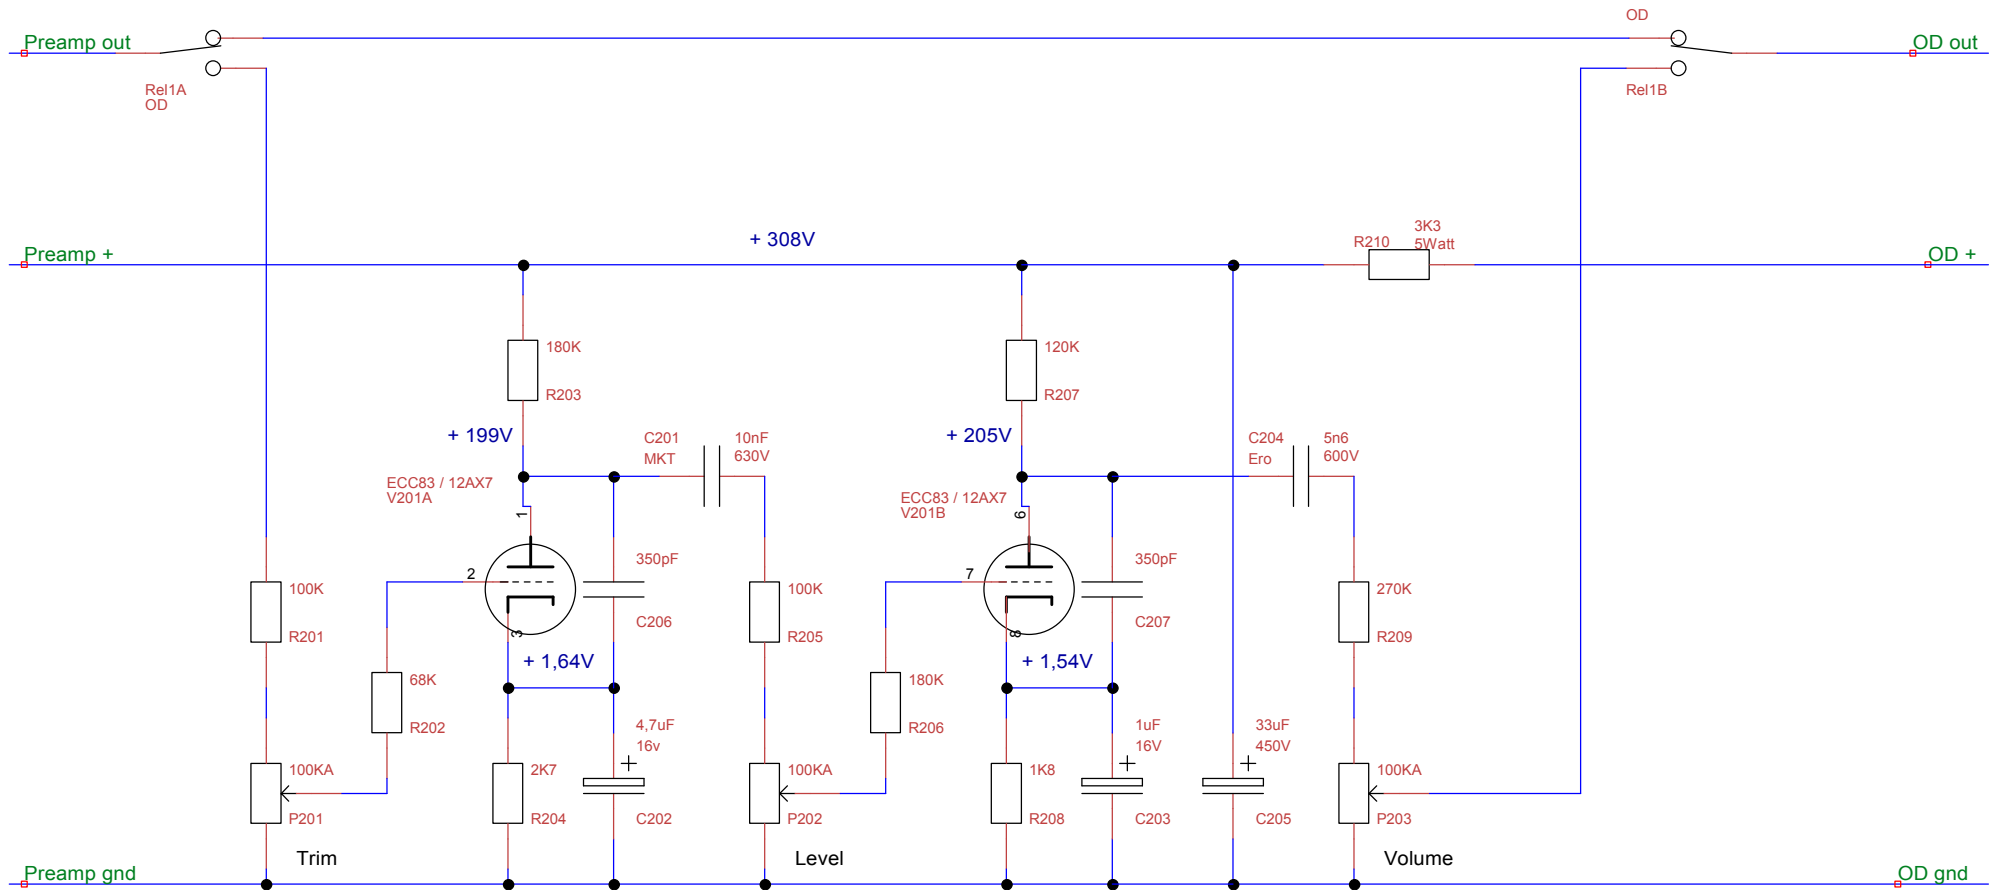 OD
Preamp out
OD out
Rel1A
OD
Rel1B
+ 308V
3K3
R210
5Watt
Preamp +
OD +
180K
R203
120K
R207
+ 199V
C201
10nF
MKT
630V
+ 205V
C204
5n6
Ero
600V
ECC83 / 12AX7
V201A
1
ECC83 / 12AX7
V201B
6
350pF
2
C206
350pF
7
C207
100K
R201
100K
R205
270K
R209
3
8
+ 1,64V
+ 1,54V
68K
R202
180K
R206
4,7uF
16v
1uF
16V
33uF
450V
100KA
P201
2K7
R204
C202
100KA
P202
1K8
R208
C203
C205
100KA
P203
Trim
Level
Volume
Preamp gnd
OD gnd